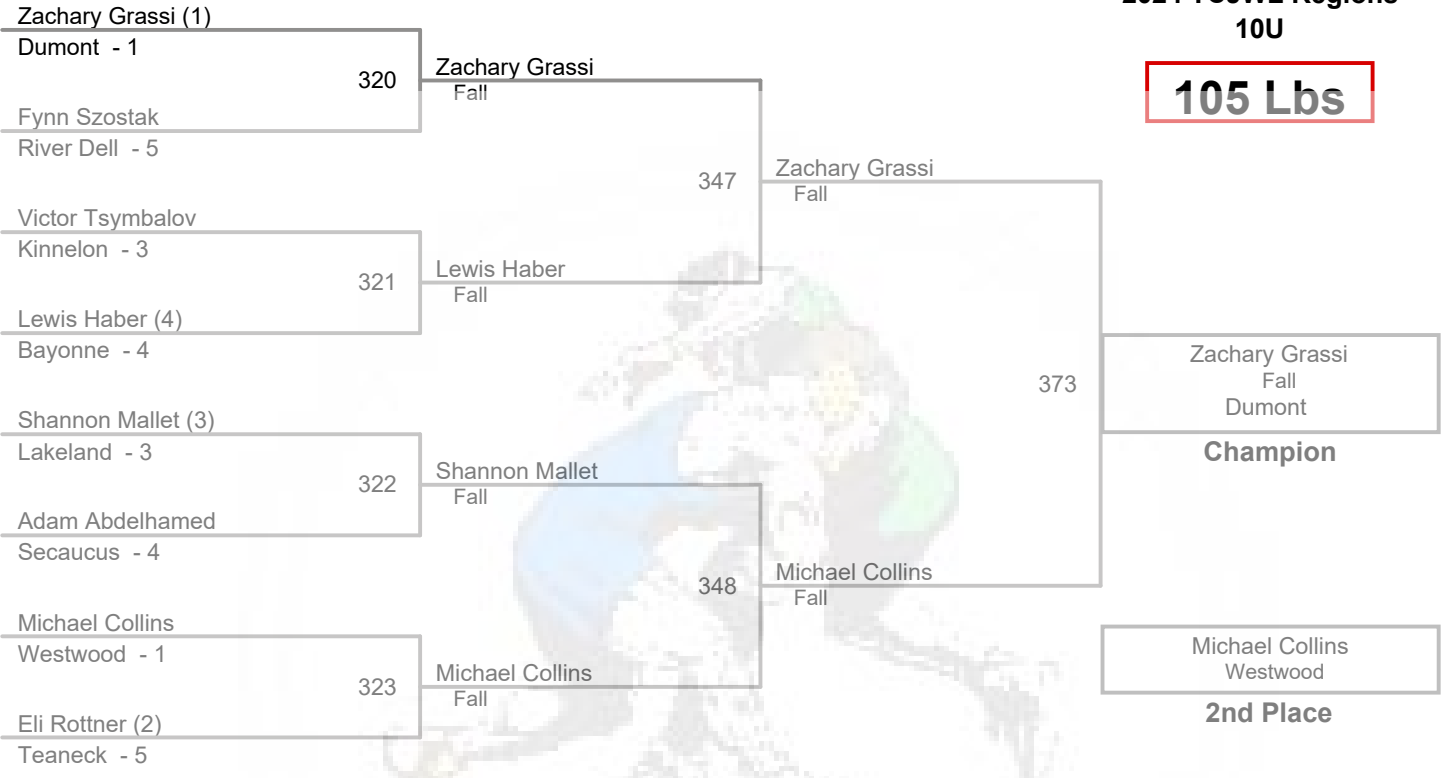 10U
105 Lbs
Zachary Grassi (1)
Dumont - 1
320
Fynn Szostak
River Dell - 5
Victor Tsymbalov
Kinnelon - 3
321
Lewis Haber (4)
Bayonne - 4
Shannon Mallet (3)
Lakeland - 3
322
Adam Abdelhamed
Secaucus - 4
Michael Collins
Westwood - 1
323
Eli Rottner (2)
Teaneck - 5
Zachary Grassi
Fall
347
Lewis Haber
Fall
Shannon Mallet
Fall
348
Michael Collins
Fall
Zachary Grassi
Fall
373
Michael Collins
Fall
Zachary Grassi
Fall
Dumont
Champion
Michael Collins
Westwood
2nd Place